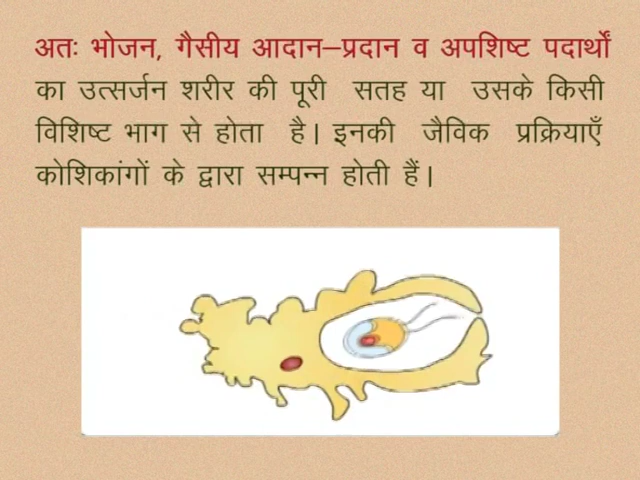 अतः भोजन, गैसीय आदान–प्रदान व अपशिष्ट पदार्थों
का उत्सर्जन शरीर की पूरी सतह या उसके किसी
विशिष्ट भाग से होता है। इनकी जैविक प्रक्रियाएँ
कोशिकांगों के द्वारा सम्पन्न होती हैं।